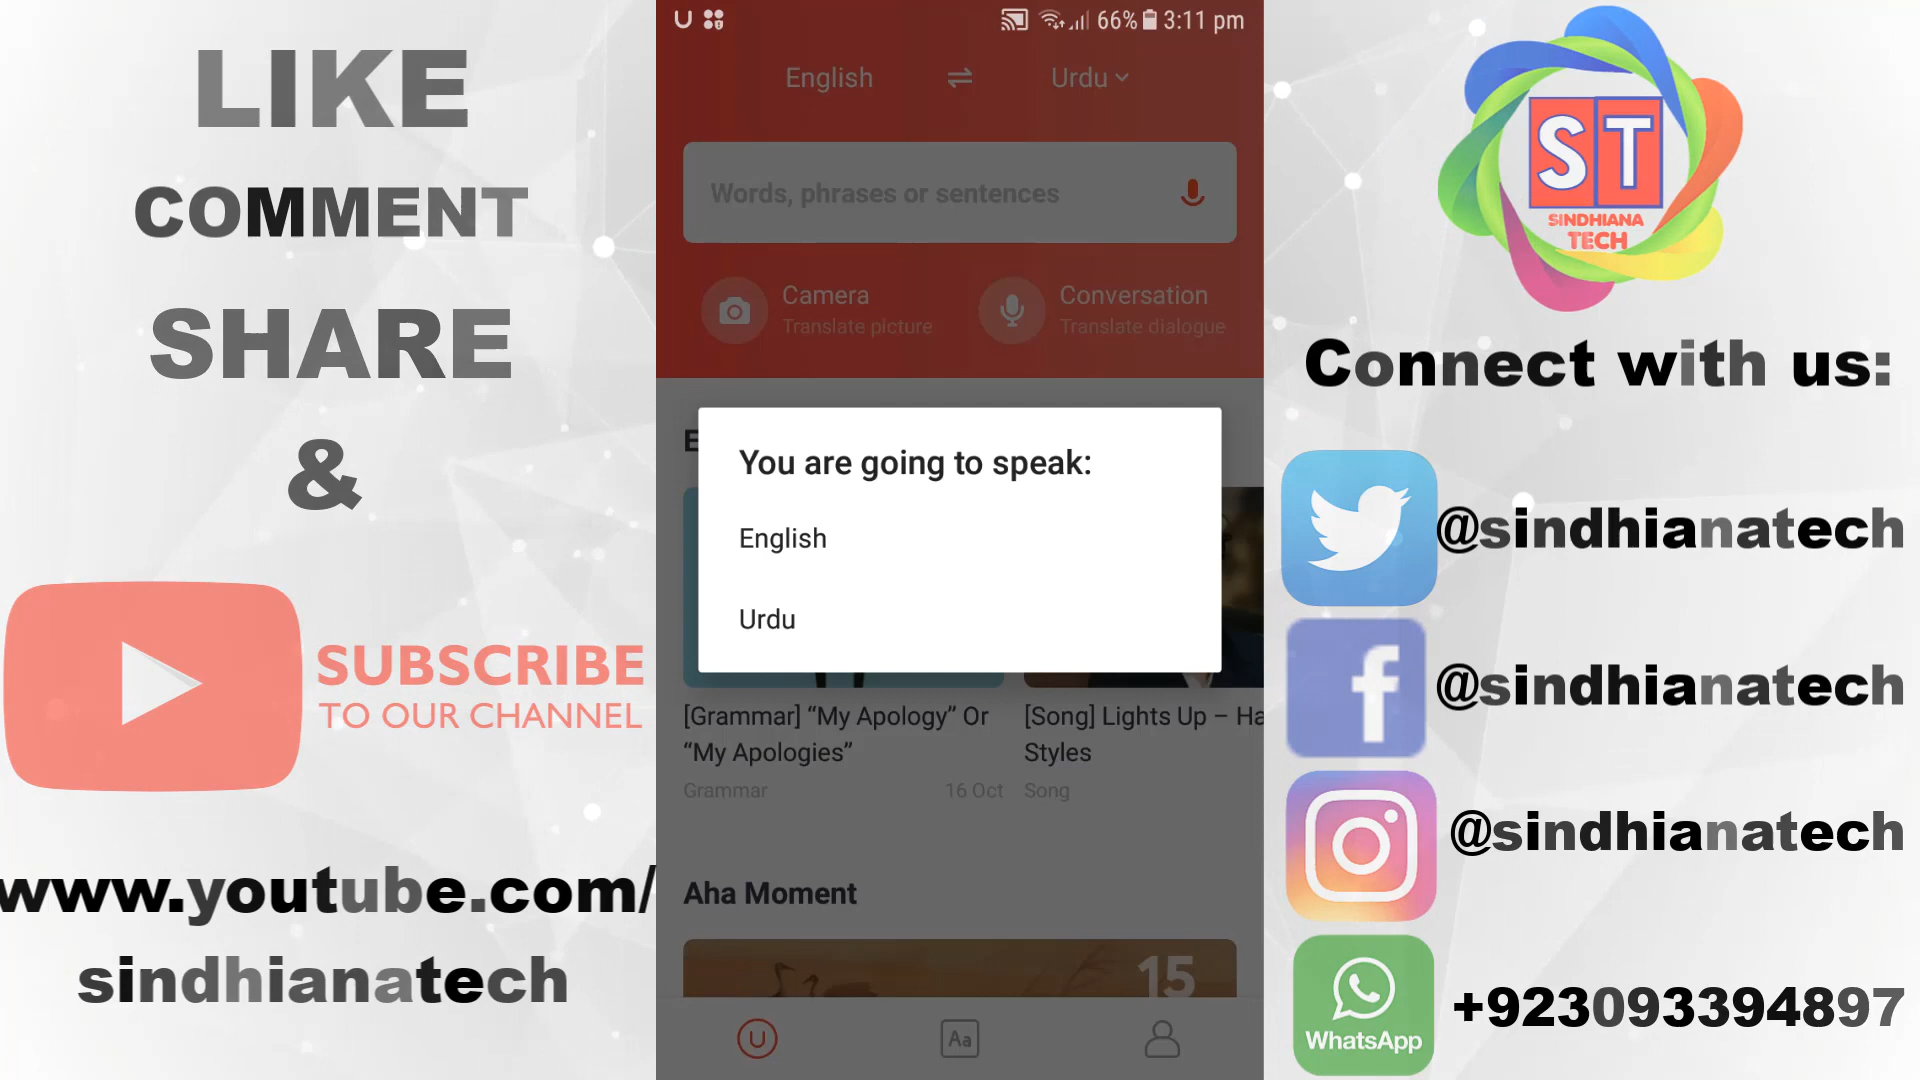 LIKE
COMMENT
SHARE
&
SUBSCRIBE
TO OUR CHANNEL
www.youtube.com/
sindhianatech
66% 3:11 pm
English Urdu
Words, phrases or sentences
Camera
Translate picture
Conversation
Translate dialogue
E
You are going to speak:
English
Urdu
[Grammar] “My Apology” Or
“My Apologies”
Grammar 16 Oct
[Song] Lights Up – Ha
Styles
Song
Aha Moment
15
U
Aa
ST
SINDHIANA
TECH
Connect with us:
@sindhianatech
@sindhianatech
@sindhianatech
WhatsApp
+923093394897